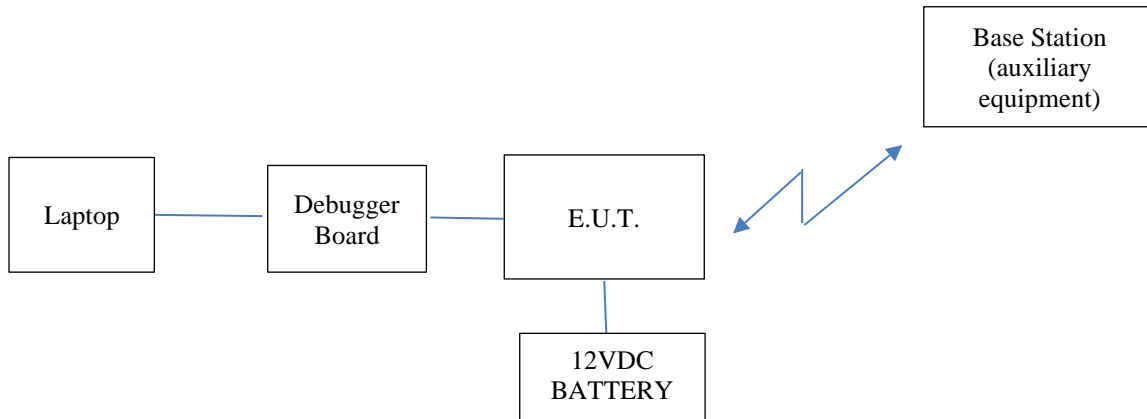 Base Station
(auxiliary
equipment)
Laptop
Debugger
Board
E.U.T.
12VDC
BATTERY